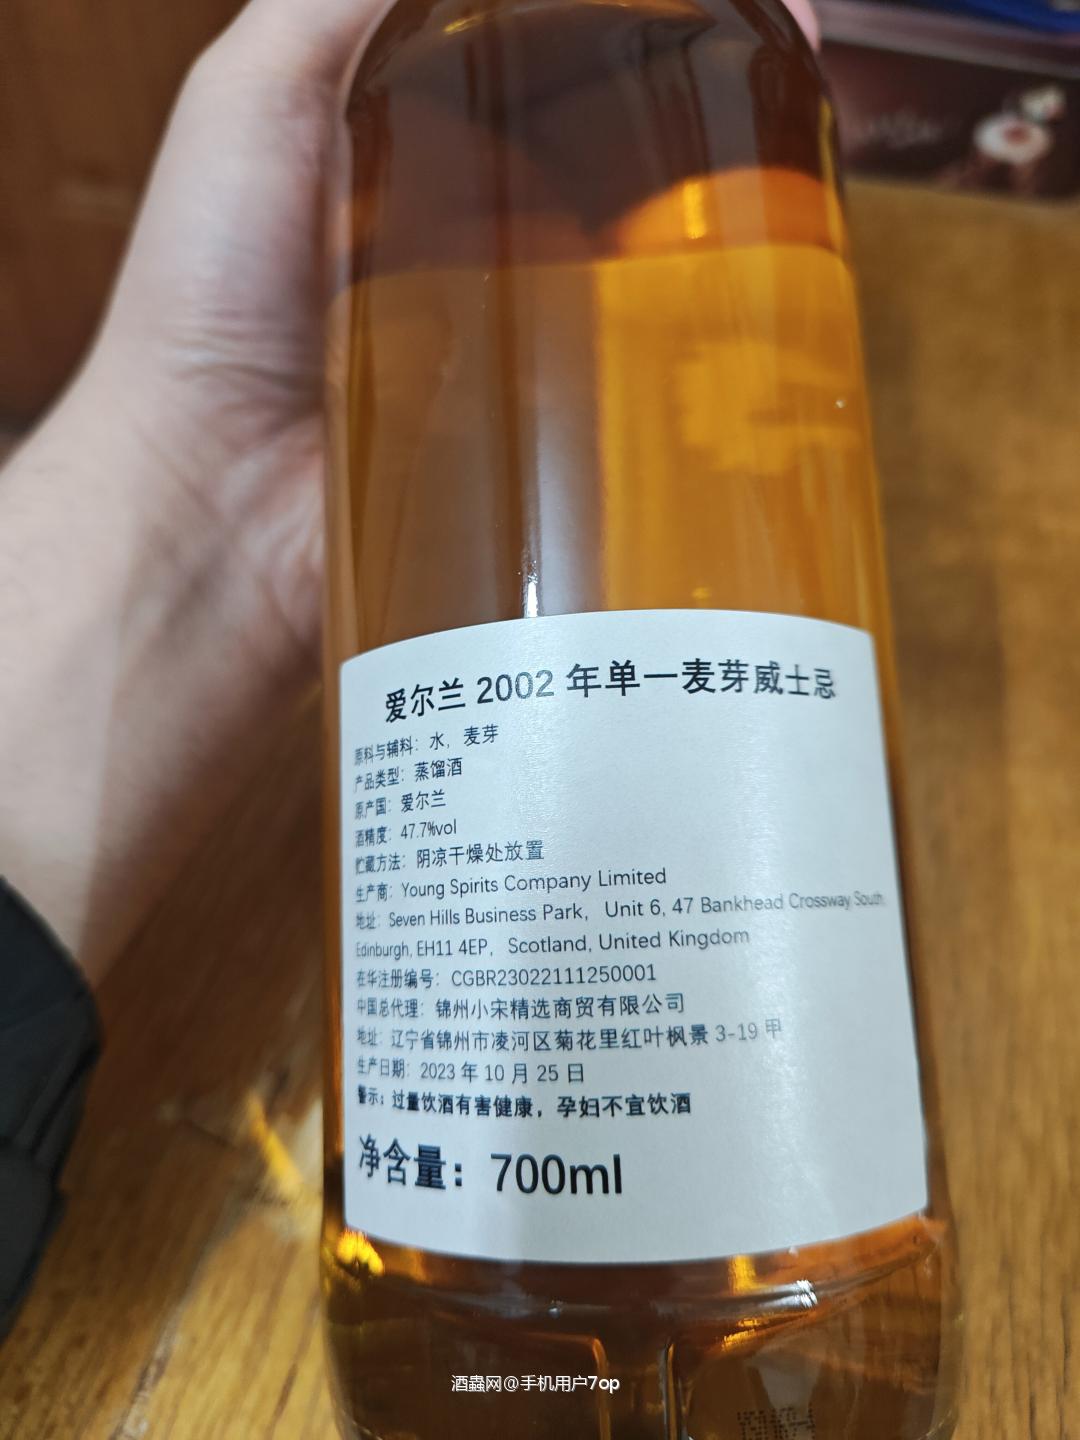 爱尔兰 2002 年单一麦芽威士忌
原料与辅料：水，麦芽
产品类型：蒸馏酒
原产国：爱尔兰
酒精度：47.7%vol
贮藏方法：阴凉干燥处放置
生产商：Young Spirits Company Limited
地址：Seven Hills Business Park， Unit 6, 47 Bankhead Crossway South,
Edinburgh, EH11 4EP，Scotland, United Kingdom
在华注册编号：CGBR23022111250001
中国总代理：锦州小宋精选商贸有限公司
地址：辽宁省锦州市凌河区菊花里红叶枫景 3-19 甲
生产日期：2023 年 10 月 25 日
警示：过量饮酒有害健康，孕妇不宜饮酒
净含量：700ml
酒蟲网@手机用户7op